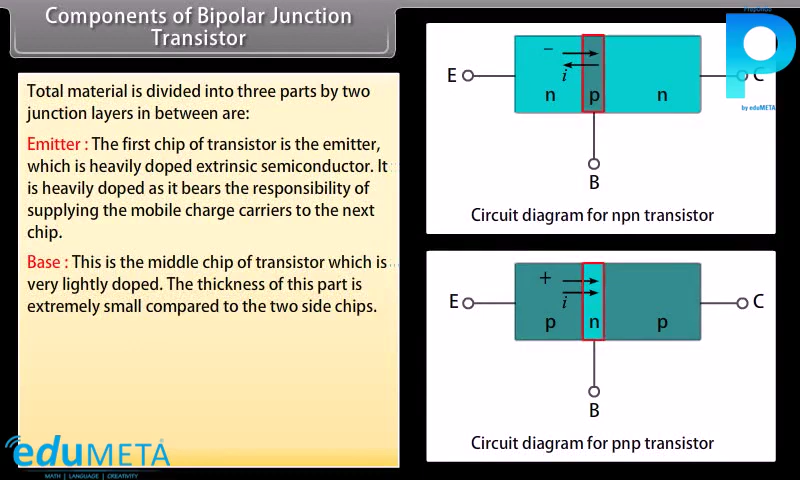 Components of Bipolar Junction
Transistor
Total material is divided into three parts by two
junction layers in between are:
Emitter : The first chip of transistor is the emitter,
which is heavily doped extrinsic semiconductor. It
is heavily doped as it bears the responsibility of
supplying the mobile charge carriers to the next
chip.
Base : This is the middle chip of transistor which is
very lightly doped. The thickness of this part is
extremely small compared to the two side chips.
eduMETA
MATH | LANGUAGE | CREATIVITY
P
by eduMETA
E
−
i
n
p
n
C
B
Circuit diagram for npn transistor
E
+
i
p
n
p
C
B
Circuit diagram for pnp transistor